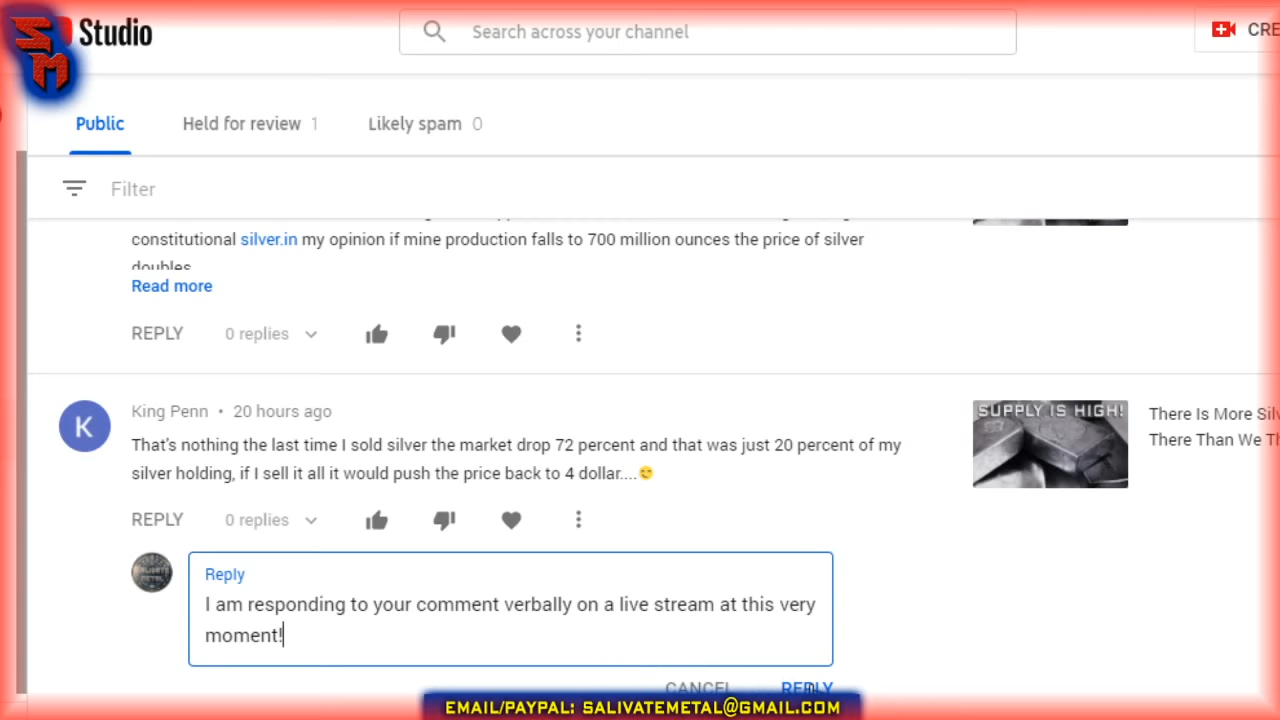 SM
Studio
Search across your channel
CRE
Public
Held for review 1
Likely spam 0
Filter
constitutional silver.in my opinion if mine production falls to 700 million ounces the price of silver
doubles
Read more
REPLY
0 replies
King Penn • 20 hours ago
That's nothing the last time I sold silver the market drop 72 percent and that was just 20 percent of my
silver holding, if I sell it all it would push the price back to 4 dollar....😄
SUPPLY IS HIGH!
There Is More Sil
There Than We Th
REPLY
0 replies
K
Reply
I am responding to your comment verbally on a live stream at this very
moment!
CANCEL
REPLY
EMAIL/PAYPAL: SALIVATEMETAL@GMAIL.COM